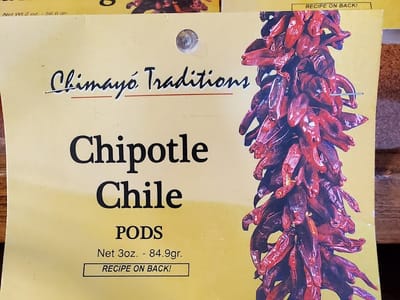 RECIPE ON BACK!
Chimayó Traditions
Chipotle
Chile
PODS
Net 3oz. - 84.9gr.
RECIPE ON BACK!